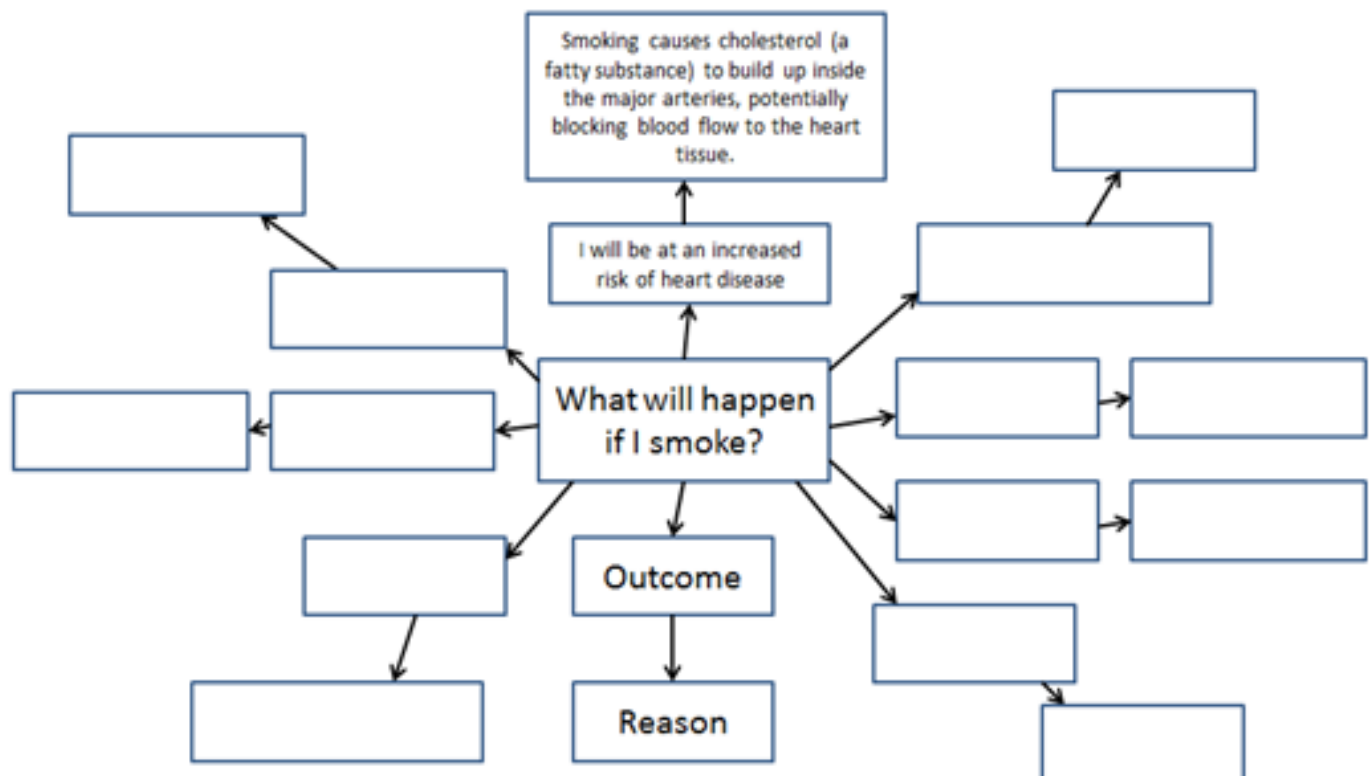 Smoking causes cholesterol (a
fatty substance) to build up inside
the major arteries, potentially
blocking blood flow to the heart
tissue.
I will be at an increased
risk of heart disease
What will happen
if I smoke?
Outcome
Reason